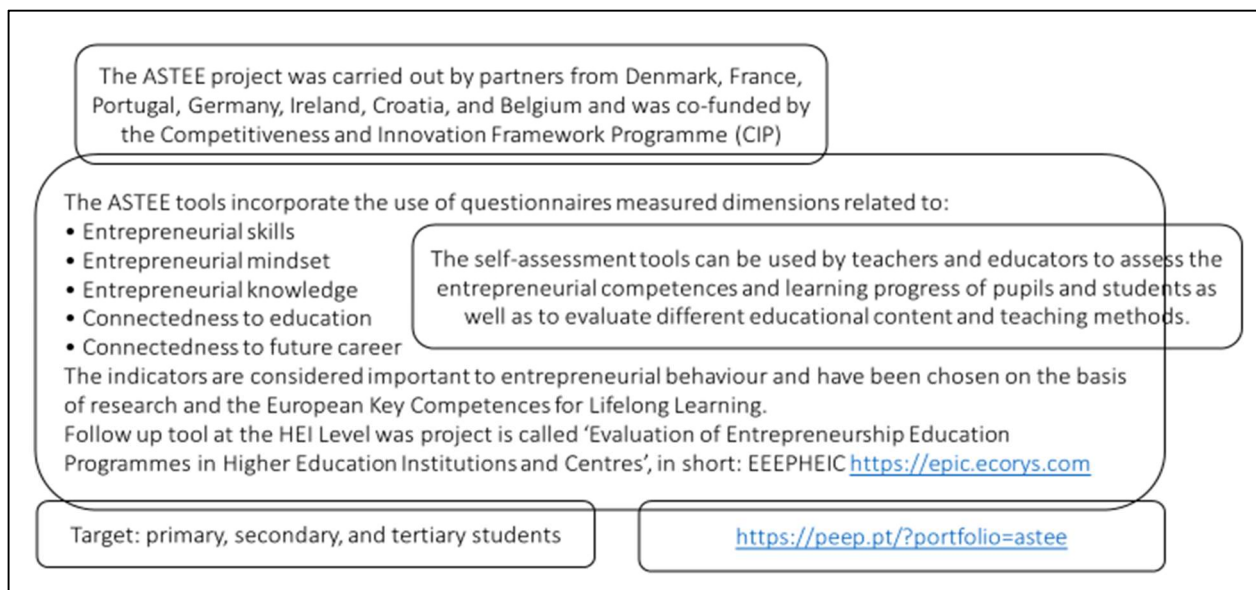 The ASTEE project was carried out by partners from Denmark, France,
Portugal, Germany, Ireland, Croatia, and Belgium and was co-funded by
the Competitiveness and Innovation Framework Programme (CIP)
The ASTEE tools incorporate the use of questionnaires measured dimensions related to:
• Entrepreneurial skills
• Entrepreneurial mindset
• Entrepreneurial knowledge
• Connectedness to education
• Connectedness to future career
The self-assessment tools can be used by teachers and educators to assess the
entrepreneurial competences and learning progress of pupils and students as
well as to evaluate different educational content and teaching methods.
The indicators are considered important to entrepreneurial behaviour and have been chosen on the basis
of research and the European Key Competences for Lifelong Learning.
Follow up tool at the HEI Level was project is called ‘Evaluation of Entrepreneurship Education
Programmes in Higher Education Institutions and Centres’, in short: EEEPHEIC https://epic.ecorys.com
Target: primary, secondary, and tertiary students
https://peep.pt/?portfolio=astee